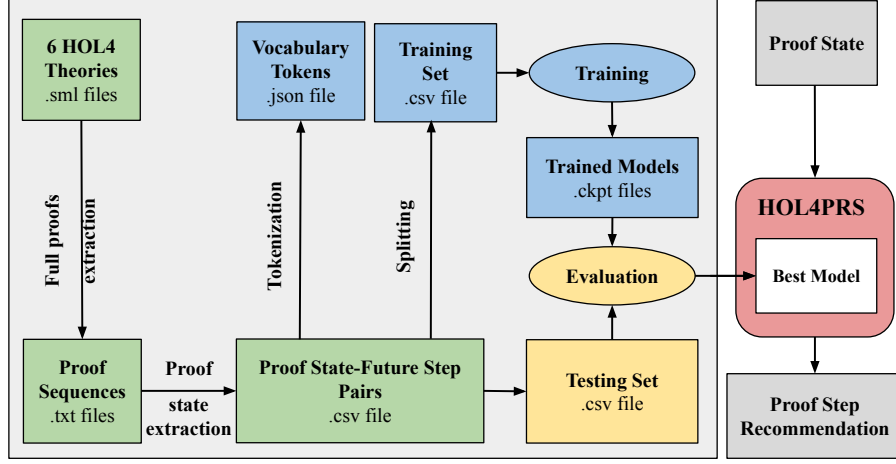 6 HOL4
Theories
.sml files
Vocabulary
Tokens
.json file
Training
Set
.csv file
Training
Proof State
Trained Models
.ckpt files
HOL4PRS
Full proofs
extraction
Tokenization
Splitting
Evaluation
Best Model
Proof
Sequences
.txt files
Proof
state
extraction
Proof State-Future Step
Pairs
.csv file
Testing Set
.csv file
Proof Step
Recommendation